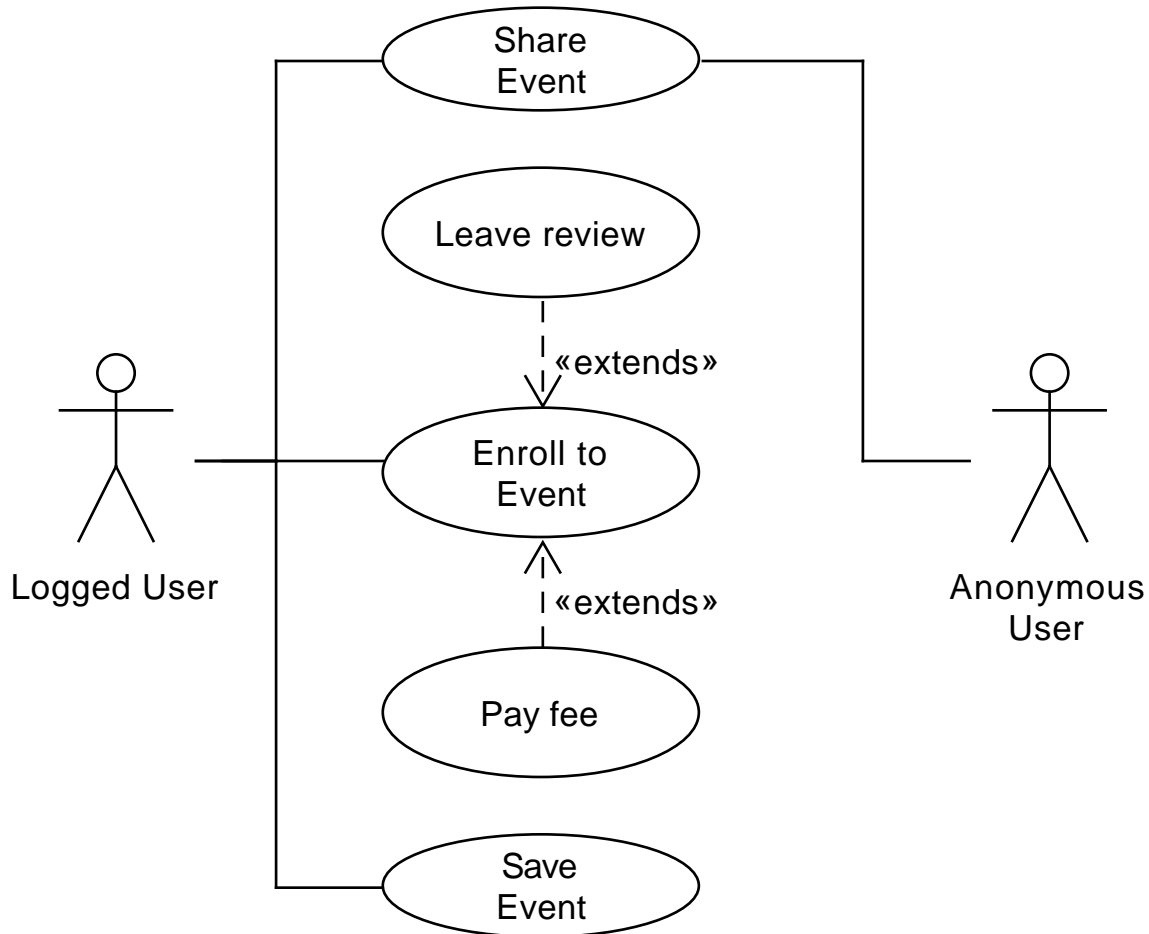 Share
Event
Leave review
«extends»
Enroll to
Event
Logged User
«extends»
Anonymous
User
Pay fee
Save
Event